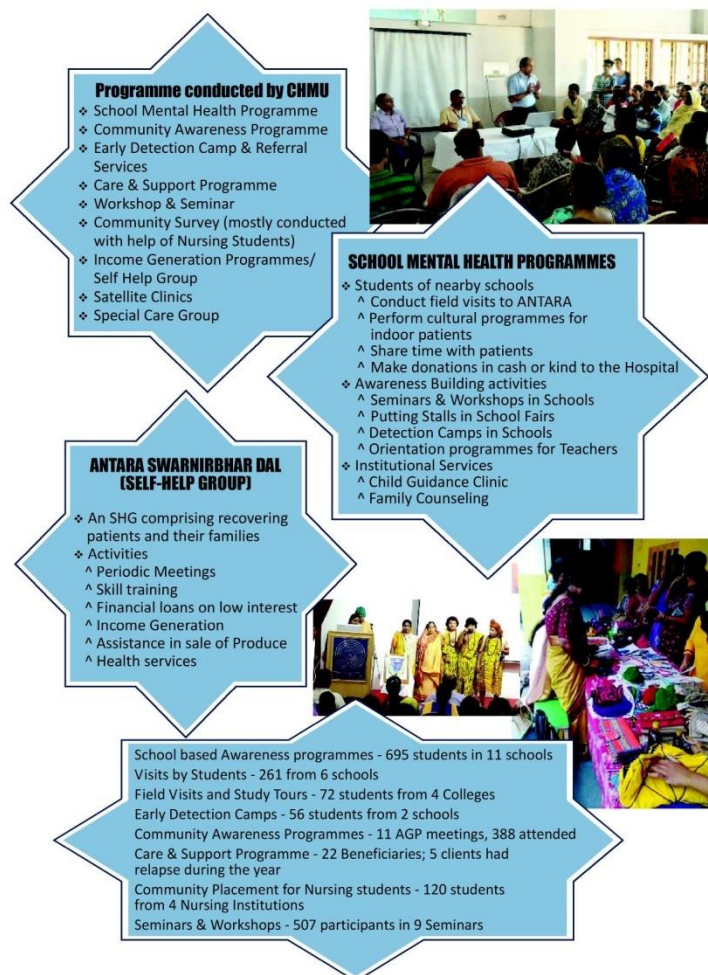 Programme conducted by CHMU
❖ School Mental Health Programme
❖ Community Awareness Programme
❖ Early Detection Camp & Referral
Services
❖ Care & Support Programme
❖ Workshop & Seminar
❖ Community Survey (mostly conducted
with help of Nursing Students)
❖ Income Generation Programmes/
Self Help Group
❖ Satellite Clinics
❖ Special Care Group
SCHOOL MENTAL HEALTH PROGRAMMES
❖ Students of nearby schools
^ Conduct field visits to ANTARA
^ Perform cultural programmes for
indoor patients
^ Share time with patients
^ Make donations in cash or kind to the Hospital
❖ Awareness Building activities
^ Seminars & Workshops in Schools
^ Putting Stalls in School Fairs
^ Detection Camps in Schools
^ Orientation programmes for Teachers
❖ Institutional Services
^ Child Guidance Clinic
^ Family Counseling
ANTARA SWARNIRBHAR DAL
(SELF-HELP GROUP)
❖ An SHG comprising recovering
patients and their families
❖ Activities
^ Periodic Meetings
^ Skill training
^ Financial loans on low interest
^ Income Generation
^ Assistance in sale of Produce
^ Health services
School based Awareness programmes - 695 students in 11 schools
Visits by Students - 261 from 6 schools
Field Visits and Study Tours - 72 students from 4 Colleges
Early Detection Camps - 56 students from 2 schools
Community Awareness Programmes - 11 AGP meetings, 388 attended
Care & Support Programme - 22 Beneficiaries; 5 clients had
relapse during the year
Community Placement for Nursing students - 120 students
from 4 Nursing Institutions
Seminars & Workshops - 507 participants in 9 Seminars